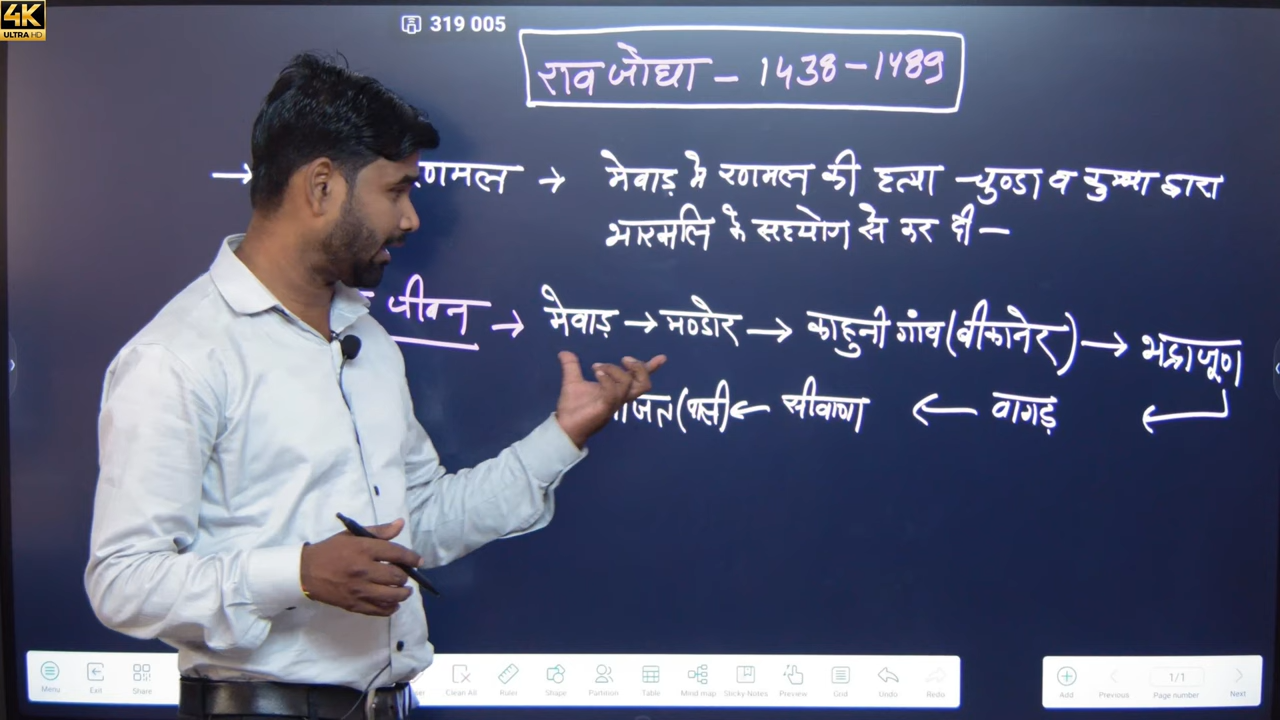 4K
ULTRA HD
319 005
राव जोधा – 1438 – 1489
→ रणमल → मेवाड़ मे रणमल की हत्या – चुण्डा व कुम्भा द्वारा
भारमलि के सहयोग से कर दी –
जीवन → मेवाड़ → मण्डोर → काहुनी गांव (बीकानेर) → भद्राजूण
(पाली) ← सीवाणा ← वागड़ ←
Menu Exit Share Clean All Ruler Shape Partition Table Mind map Sticky Notes Preview Grid Undo Redo Add Previous 1/1 Page number Next